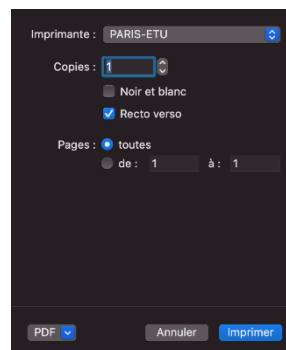 Imprimante : PARIS-ETU
Copies : 1
Noir et blanc
Recto verso
Pages : toutes
de : 1 à : 1
PDF Annuler Imprimer